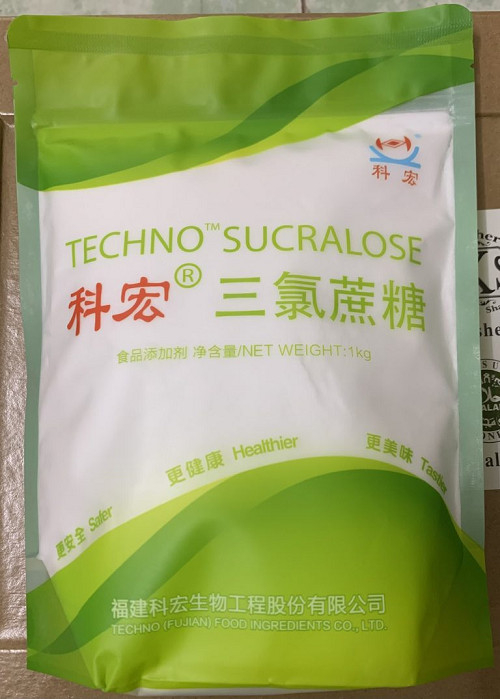 科宏
TECHNO™ SUCRALOSE
科宏® 三氯蔗糖
食品添加剂 净含量/NET WEIGHT:1kg
更安全 Safer
更健康 Healthier
更美味 Tastier
福建科宏生物工程股份有限公司
TECHNO (FUJIAN) FOOD INGREDIENTS CO., LTD.